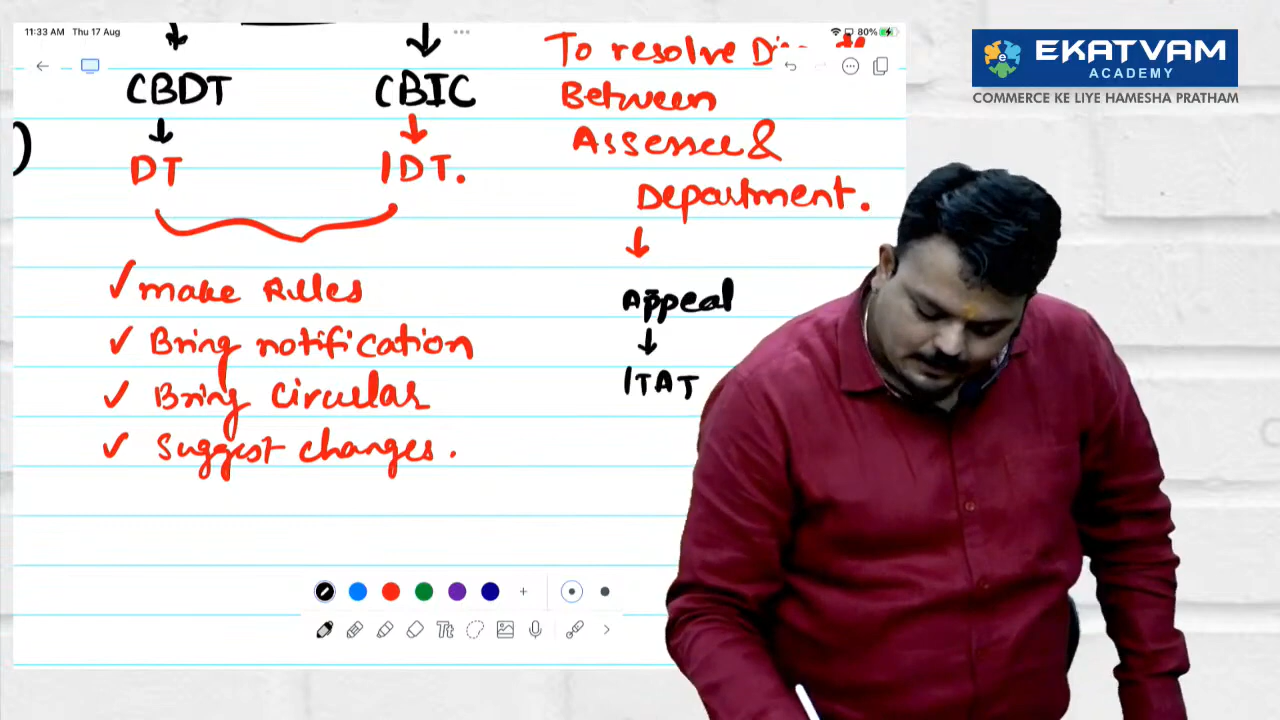 11:33 AM Thu 17 Aug
80%
EKATVAM
ACADEMY
COMMERCE KE LIYE HAMESHA PRATHAM
CBDT
CBIC
DT
IDT.
To resolve
Between
Assessee &
Department.
✓ Make Rules
✓ Bring notification
✓ Bring Circular
✓ Suggest changes.
Appeal
ITAT
Tt